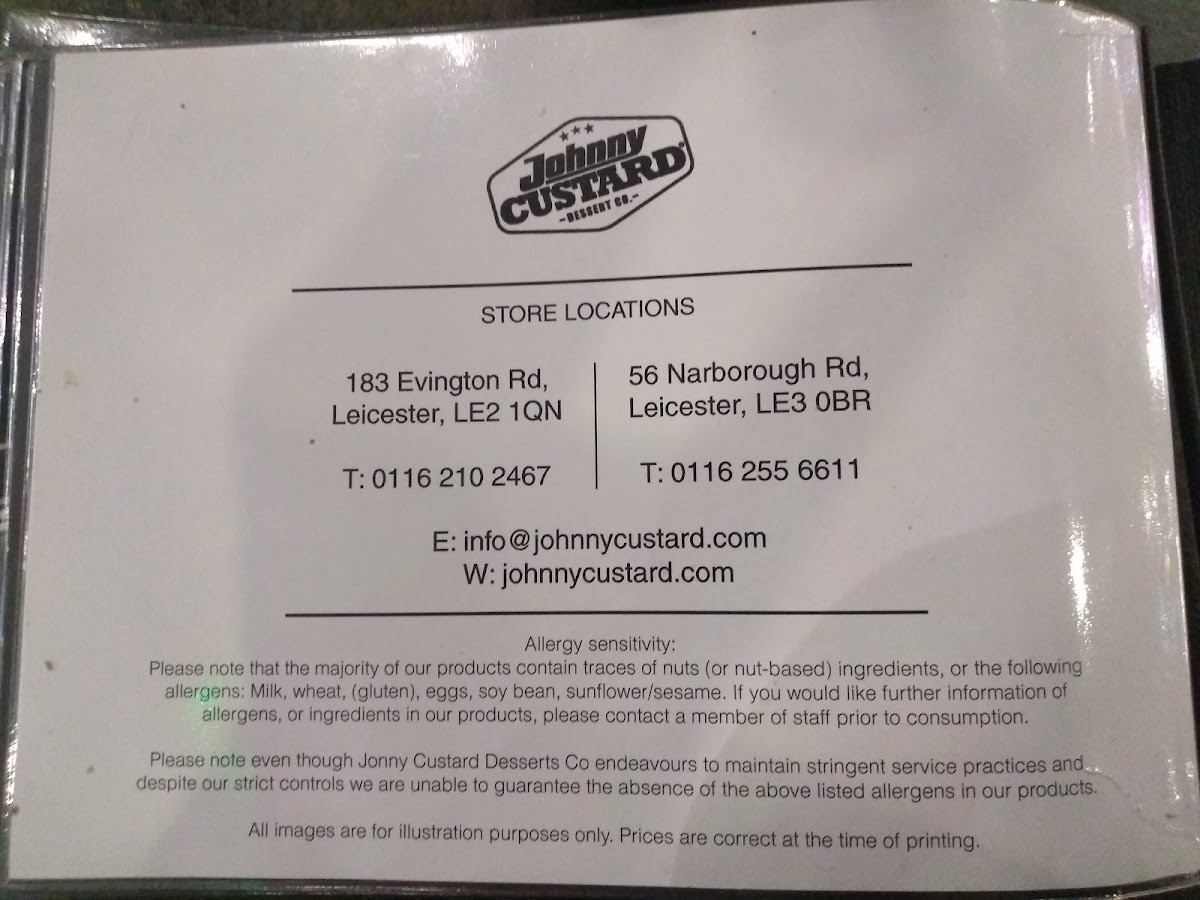 Johnny
CUSTARD
-DESSERT CO.-
STORE LOCATIONS
183 Evington Rd,
Leicester, LE2 1QN
T: 0116 210 2467
56 Narborough Rd,
Leicester, LE3 0BR
T: 0116 255 6611
E: info@johnnycustard.com
W: johnnycustard.com
Allergy sensitivity:
Please note that the majority of our products contain traces of nuts (or nut-based) ingredients, or the following
allergens: Milk, wheat, (gluten), eggs, soy bean, sunflower/sesame. If you would like further information of
allergens, or ingredients in our products, please contact a member of staff prior to consumption.
Please note even though Jonny Custard Desserts Co endeavours to maintain stringent service practices and
despite our strict controls we are unable to guarantee the absence of the above listed allergens in our products.
All images are for illustration purposes only. Prices are correct at the time of printing.